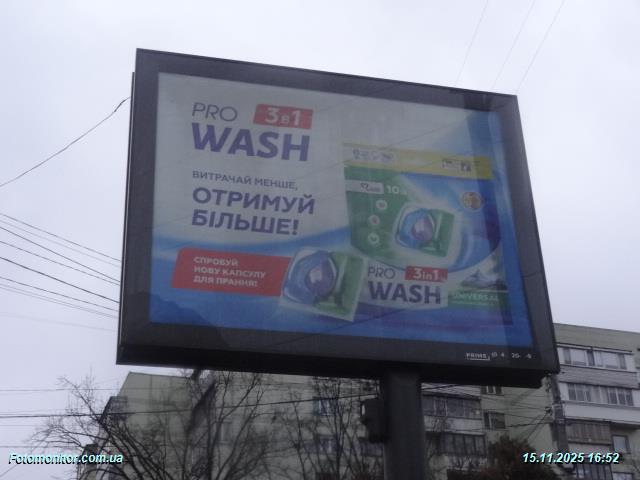 PRO 3в1
WASH
ВИТРАЧАЙ МЕНШЕ,
ОТРИМУЙ
БІЛЬШЕ!
СПРОБУЙ
НОВУ КАПСУЛУ
ДЛЯ ПРАННЯ!
PRO 3in1
WASH
UNIVERSAL
PRIME
Fotomonitor.com.ua
15.11.2025 16:52